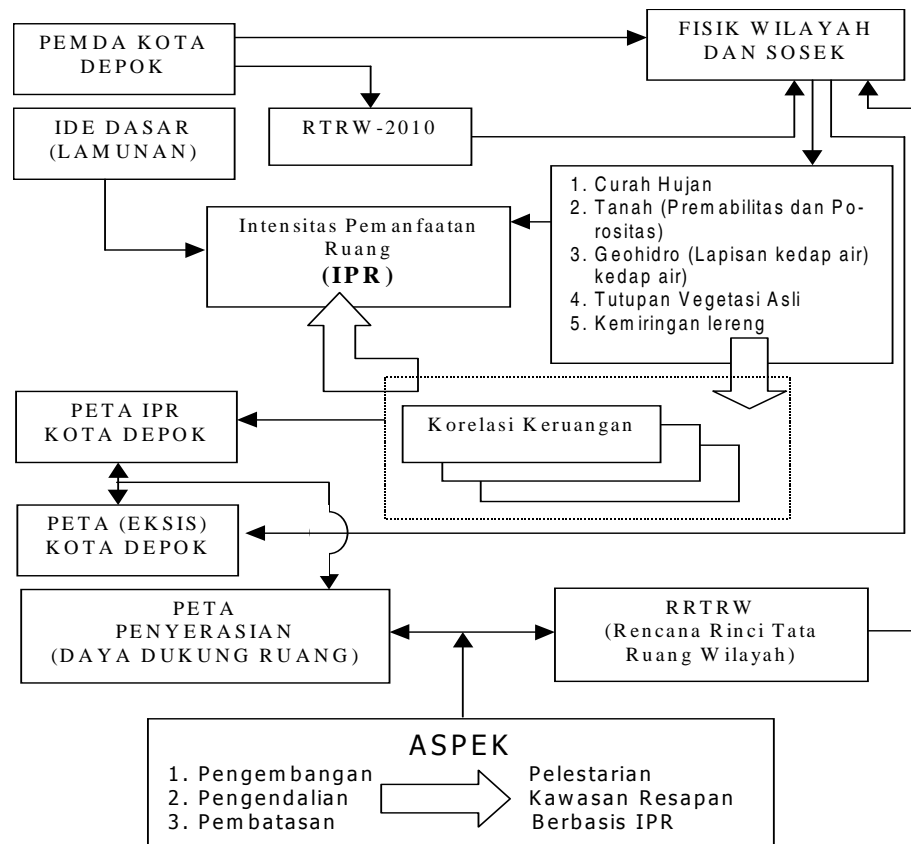 PEMDA KOTA
DEPOK
FISIK WILAYAH
DAN SOSEK
IDE DASAR
(LAMUNAN)
RTRW-2010
1. Curah Hujan
2. Tanah (Premabilitas dan Po-
rositas)
3. Geohidro (Lapisan kedap air)
kedap air)
4. Tutupan Vegetasi Asli
5. Kemiringan lereng
Intensitas Pemanfaatan
Ruang
(IPR)
Korelasi Keruangan
PETA IPR
KOTA DEPOK
PETA (EKSIS)
KOTA DEPOK
PETA
PENYERASIAN
(DAYA DUKUNG RUANG)
RRTRW
(Rencana Rinci Tata
Ruang Wilayah)
ASPEK
1. Pengembangan
2. Pengendalian
3. Pembatasan
Pelestarian
Kawasan Resapan
Berbasis IPR